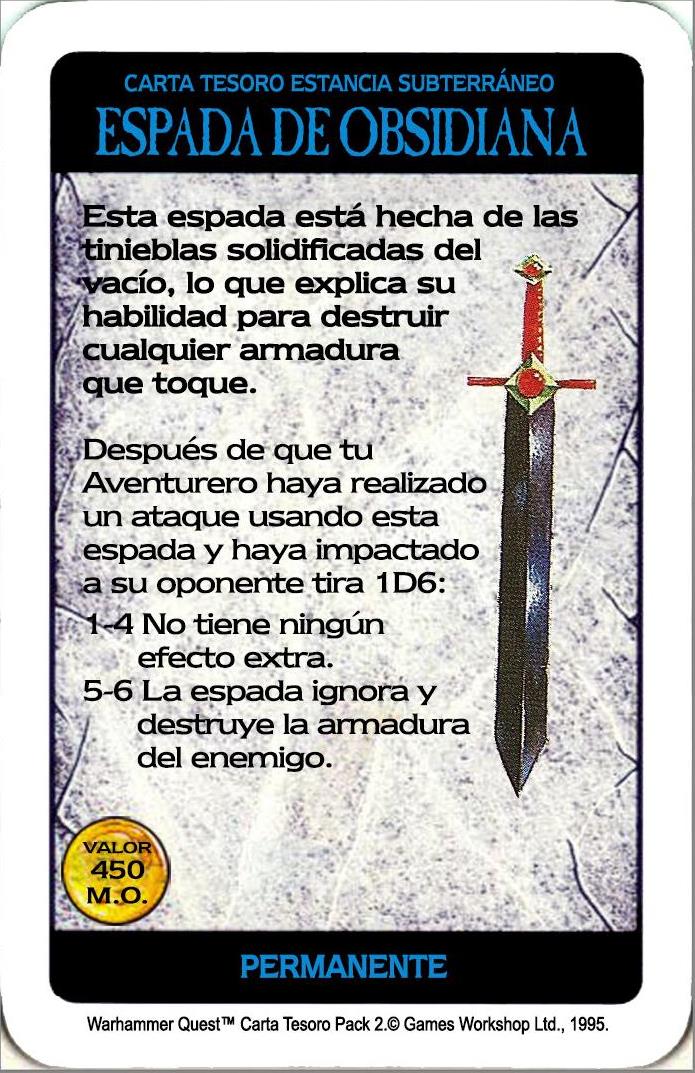 CARTA TESORO ESTANCIA SUBTERRÁNEO
ESPADA DE OBSIDIANA
Esta espada está hecha de las
tinieblas solidificadas del
vacío, lo que explica su
habilidad para destruir
cualquier armadura
que toque.
Después de que tu
Aventurero haya realizado
un ataque usando esta
espada y haya impactado
a su oponente tira 1D6:
1-4 No tiene ningún
efecto extra.
5-6 La espada ignora y
destruye la armadura
del enemigo.
VALOR
450
M.O.
PERMANENTE
Warhammer Quest™ Carta Tesoro Pack 2.© Games Workshop Ltd., 1995.